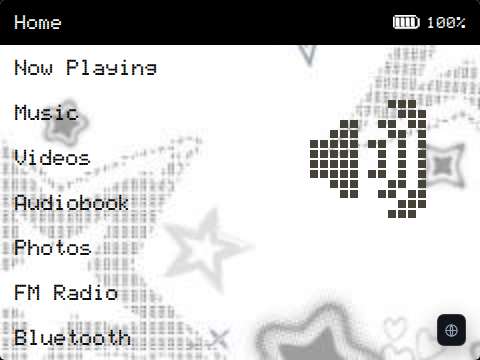 Home
100%
Now Playing
Music
Videos
Audiobook
Photos
FM Radio
Bluetooth